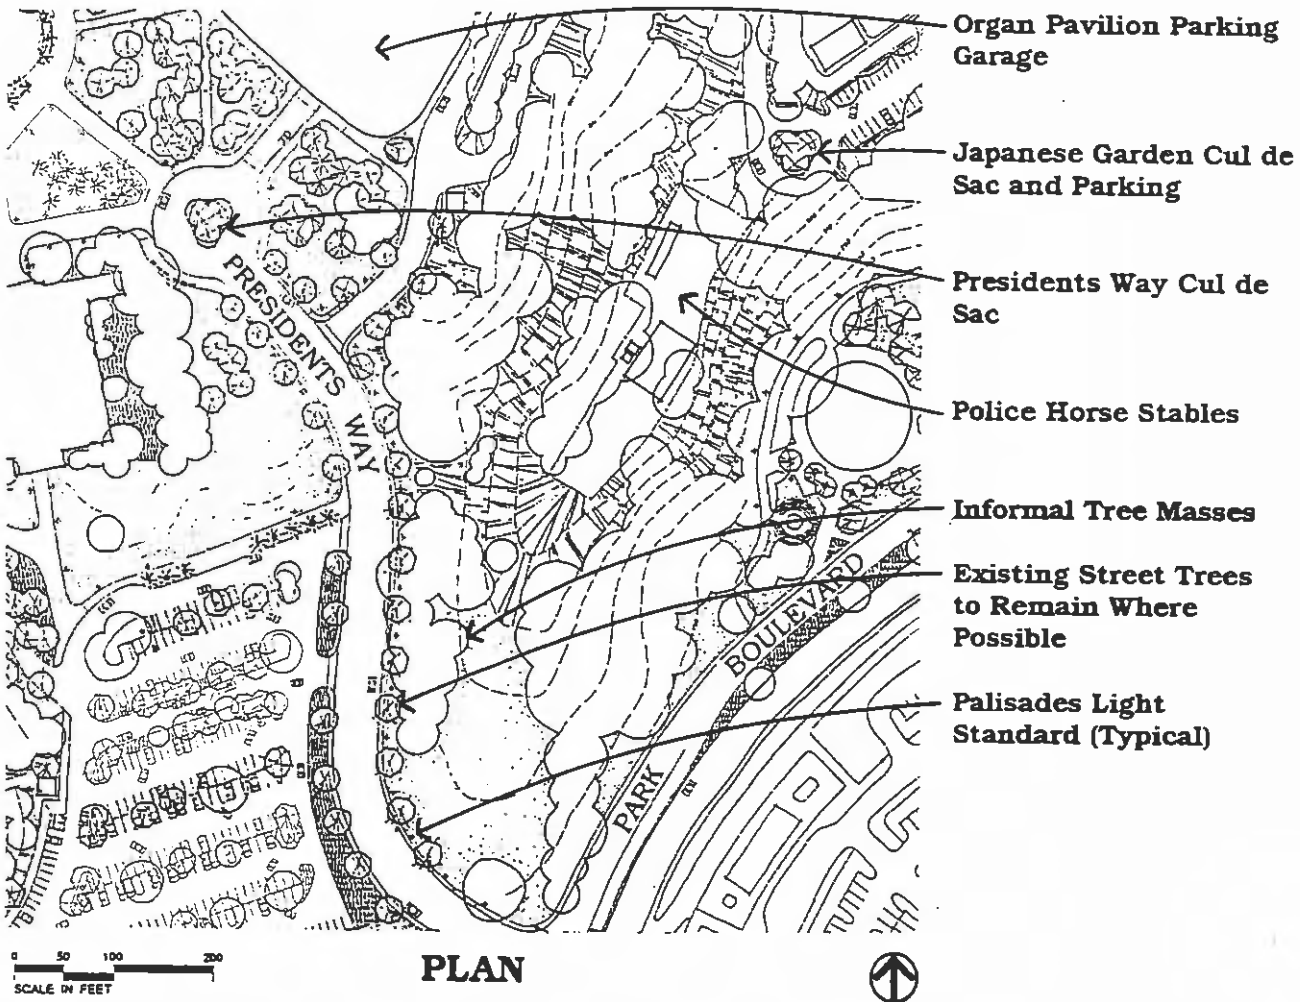 Organ Pavilion Parking
Garage
Japanese Garden Cul de
Sac and Parking
Presidents Way Cul de
Sac
Police Horse Stables
Informal Tree Masses
Existing Street Trees
to Remain Where
Possible
Palisades Light
Standard (Typical)
PRESIDENTS WAY
PARK BOULEVARD
0 50 100 200
SCALE IN FEET
PLAN